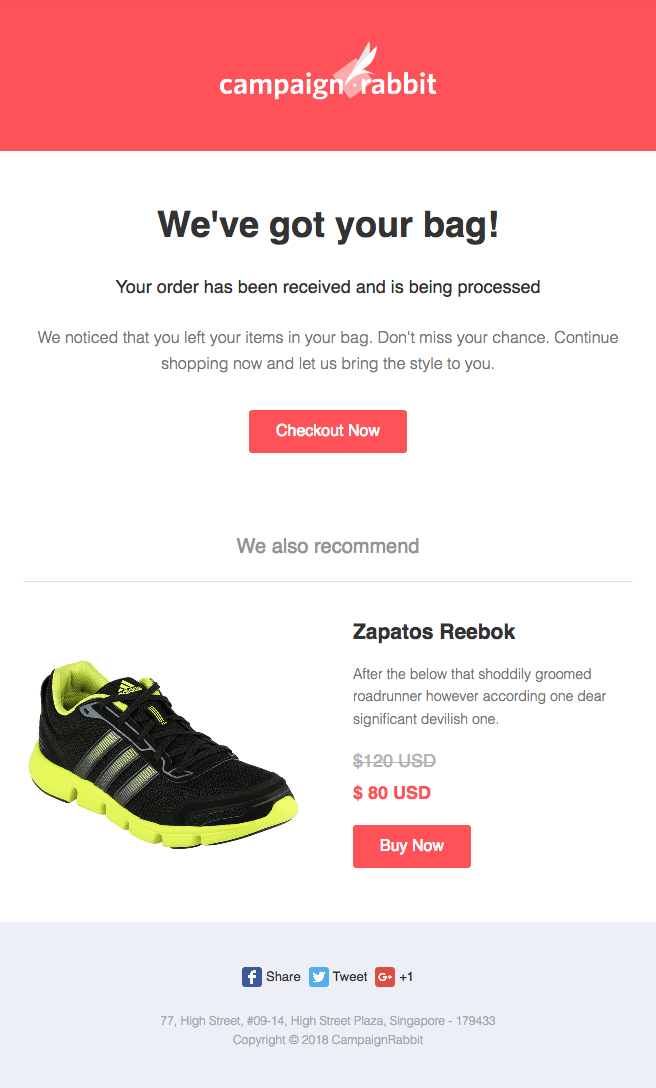 campaign rabbit
We've got your bag!
Your order has been received and is being processed
We noticed that you left your items in your bag. Don't miss your chance. Continue
shopping now and let us bring the style to you.
Checkout Now
We also recommend
Zapatos Reebok
After the below that shoddily groomed
roadrunner however according one dear
significant devilish one.
$120 USD
$ 80 USD
Buy Now
adidas
Share Tweet +1
77, High Street, #09-14, High Street Plaza, Singapore - 179433
Copyright © 2018 CampaignRabbit